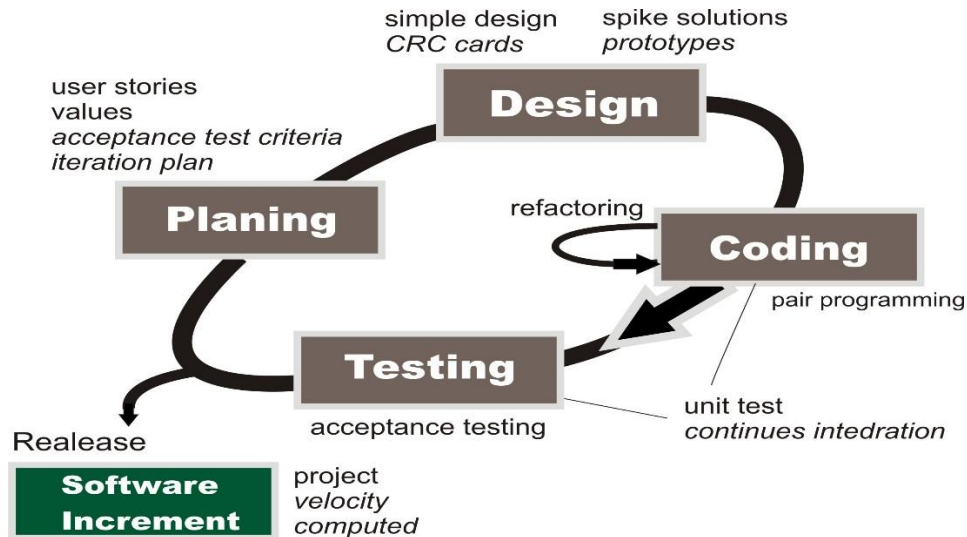 simple design
CRC cards
spike solutions
prototypes
Design
user stories
values
acceptance test criteria
iteration plan
Planing
refactoring
Coding
pair programming
Testing
acceptance testing
unit test
continues intedration
Realease
Software
Increment
project
velocity
computed